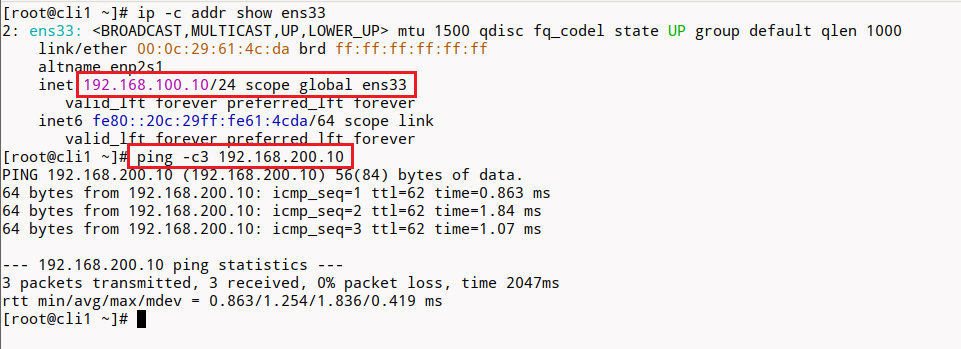 [root@cli1 ~]# ip -c addr show ens33
2: ens33: <BROADCAST,MULTICAST,UP,LOWER_UP> mtu 1500 qdisc fq_codel state UP group default qlen 1000
    link/ether 00:0c:29:61:4c:da brd ff:ff:ff:ff:ff:ff
    altname enp2s1
    inet 192.168.100.10/24 scope global ens33
       valid_lft forever preferred_lft forever
    inet6 fe80::20c:29ff:fe61:4cda/64 scope link
       valid_lft forever preferred_lft forever
[root@cli1 ~]# ping -c3 192.168.200.10
PING 192.168.200.10 (192.168.200.10) 56(84) bytes of data.
64 bytes from 192.168.200.10: icmp_seq=1 ttl=62 time=0.863 ms
64 bytes from 192.168.200.10: icmp_seq=2 ttl=62 time=1.84 ms
64 bytes from 192.168.200.10: icmp_seq=3 ttl=62 time=1.07 ms

--- 192.168.200.10 ping statistics ---
3 packets transmitted, 3 received, 0% packet loss, time 2047ms
rtt min/avg/max/mdev = 0.863/1.254/1.836/0.419 ms
[root@cli1 ~]#